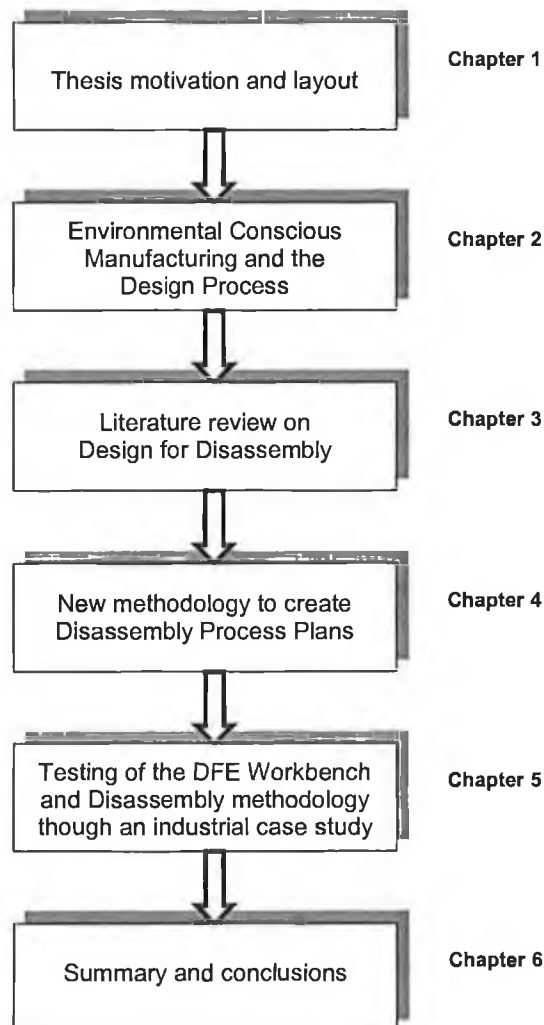 Thesis motivation and layout
Chapter 1
Environmental Conscious
Manufacturing and the
Design Process
Chapter 2
Literature review on
Design for Disassembly
Chapter 3
New methodology to create
Disassembly Process Plans
Chapter 4
Testing of the DFE Workbench
and Disassembly methodology
though an industrial case study
Chapter 5
Summary and conclusions
Chapter 6